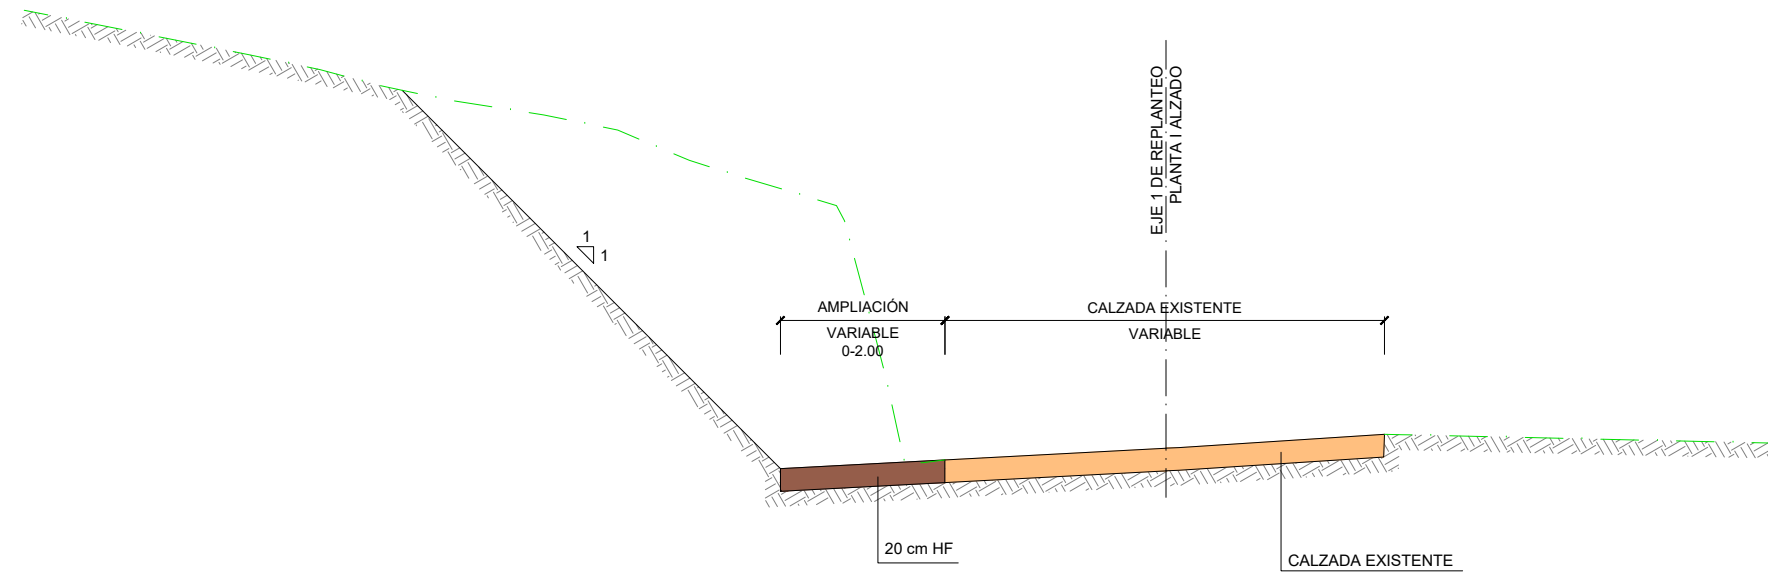 EJE 1 DE REPLANTEO
PLANTA I ALZADO
1
1
AMPLIACIÓN
VARIABLE
0-2.00
CALZADA EXISTENTE
VARIABLE
20 cm HF
CALZADA EXISTENTE